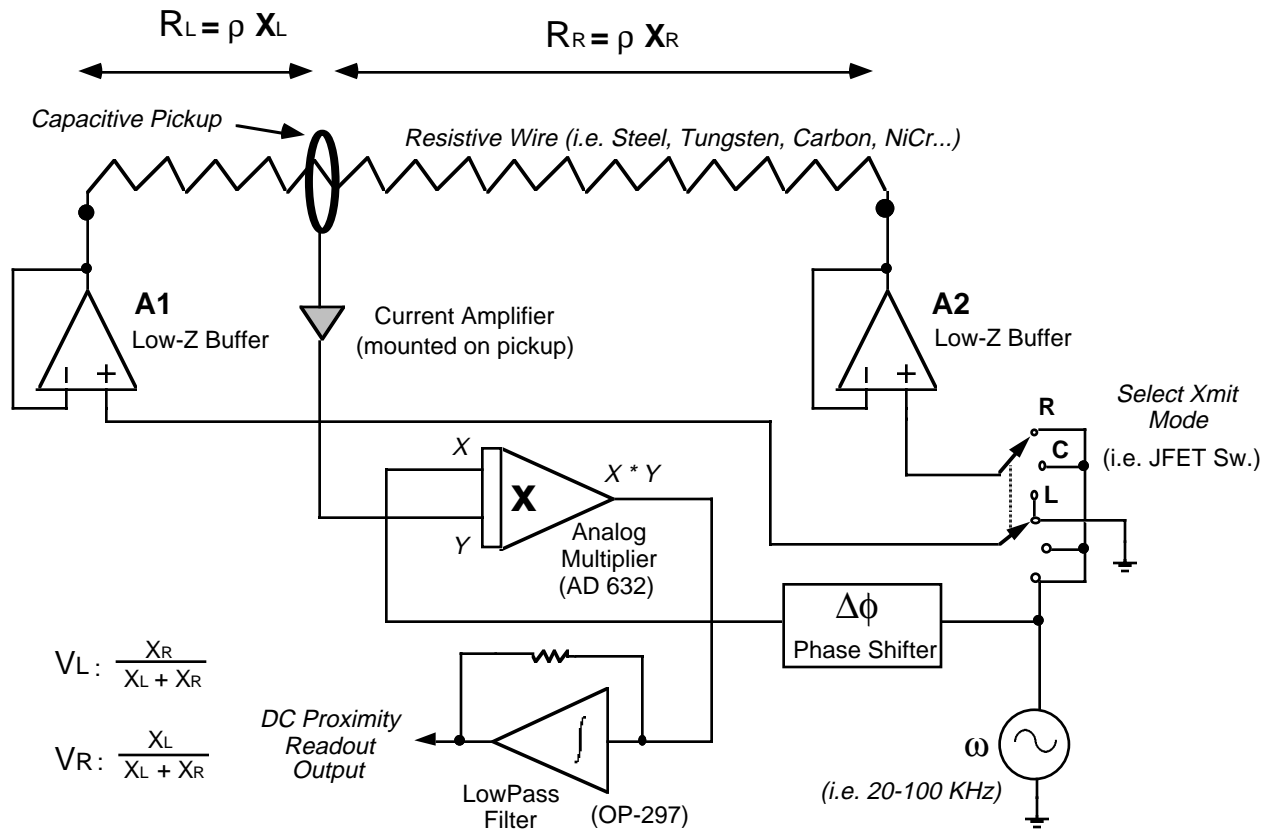 RL = ρ XL
RR = ρ XR
Capacitive Pickup
Resistive Wire (i.e. Steel, Tungsten, Carbon, NiCr...)
A1
Low-Z Buffer
Current Amplifier
(mounted on pickup)
A2
Low-Z Buffer
Select Xmit
Mode
(i.e. JFET Sw.)
R
C
L
X
Y
X
X * Y
Analog
Multiplier
(AD 632)
Δϕ
Phase Shifter
VL : XR
XL + XR
VR : XL
XL + XR
DC Proximity
Readout
Output
∫
LowPass
Filter
(OP-297)
ω
(i.e. 20-100 KHz)